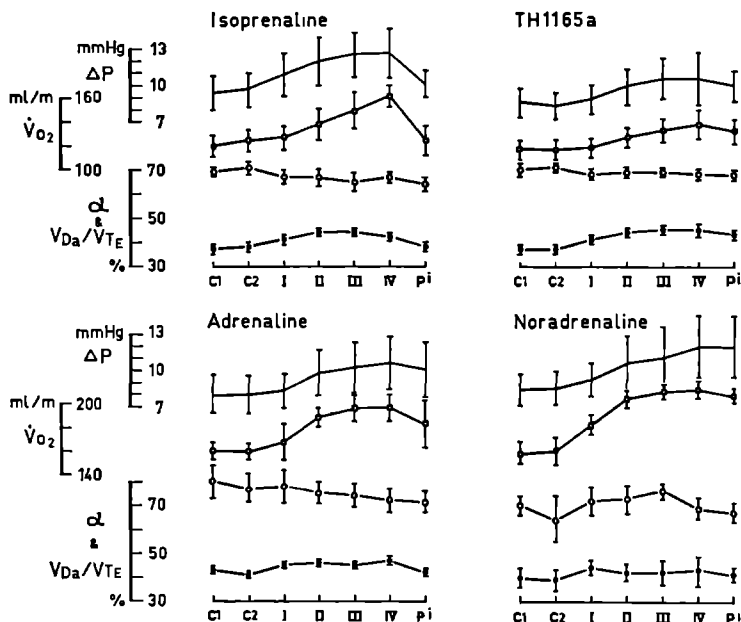 Isoprenaline
TH1165a
mmHg
ΔP
13
10
7
ml/m
V̇O₂
160
100
α
&
VDa/VTE
%
70
50
30
C1 C2 I II III IV Pi
C1 C2 I II III IV Pi
Adrenaline
Noradrenaline
mmHg
ΔP
13
10
7
ml/m
V̇O₂
200
140
α
&
VDa/VTE
%
70
50
30
C1 C2 I II III IV Pi
C1 C2 I II III IV Pi